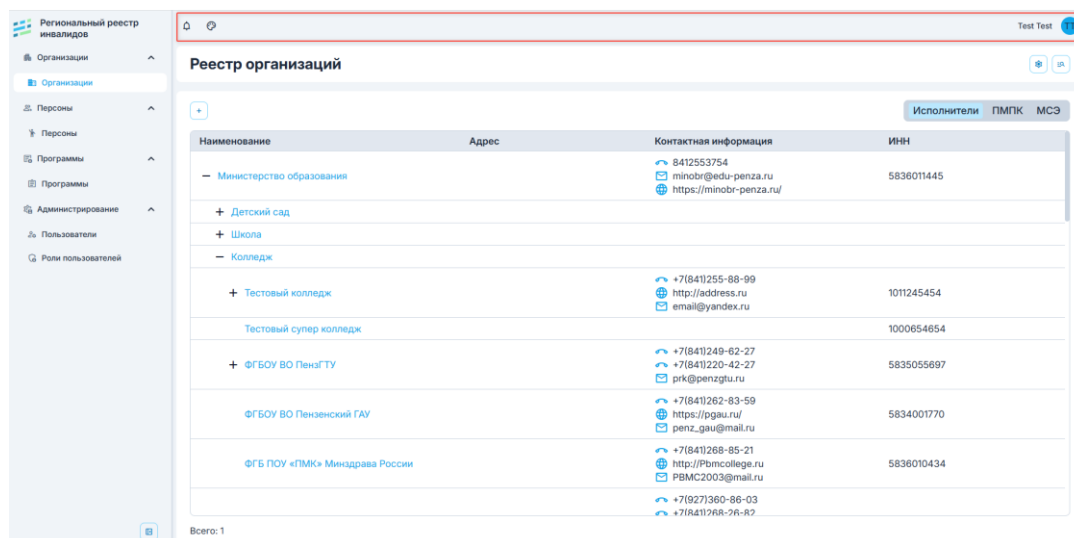 Региональный реестр
инвалидов
Test Test TT
Организации
Организации
Персоны
Персоны
Программы
Программы
Администрирование
Пользователи
Роли пользователей
Реестр организаций
+
Исполнители ПМПК МСЭ
Наименование Адрес Контактная информация ИНН
8412553754
− Министерство образования minobr@edu-penza.ru 5836011445
https://minobr-penza.ru/
+ Детский сад
+ Школа
− Колледж
+7(841)255-88-99
+ Тестовый колледж http://address.ru 1011245454
email@yandex.ru
Тестовый супер колледж 1000654654
+7(841)249-62-27
+ ФГБОУ ВО ПензГТУ +7(841)220-42-27 5835055697
prk@penzgtu.ru
+7(841)262-83-59
ФГБОУ ВО Пензенский ГАУ https://pgau.ru/ 5834001770
penz_gau@mail.ru
+7(841)268-85-21
ФГБ ПОУ «ПМК» Минздрава России http://Pbmcollege.ru 5836010434
PBMC2003@mail.ru
+7(927)360-86-03
+7(841)268-26-82
Всего: 1